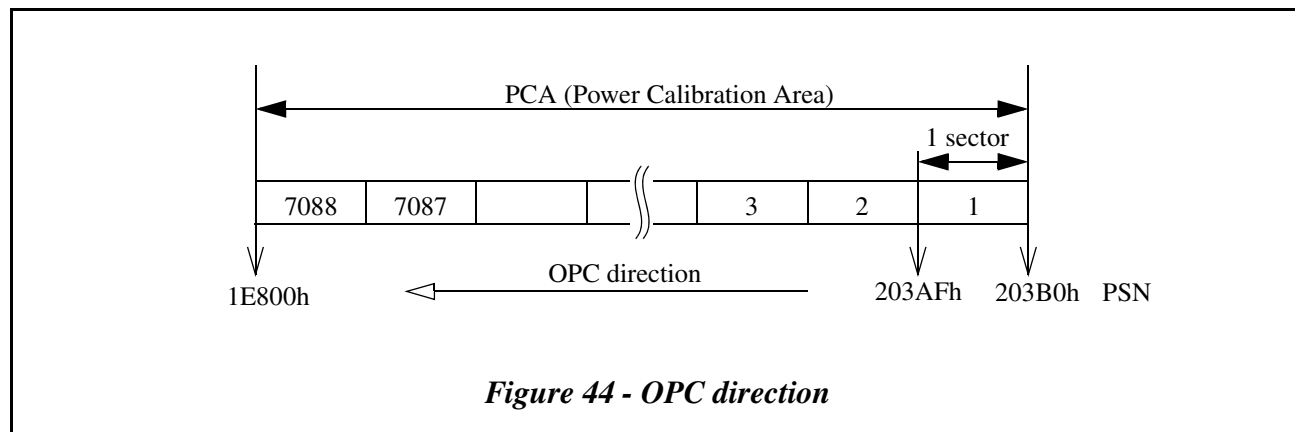 PCA (Power Calibration Area)
1 sector
7088 7087 3 2 1
OPC direction
1E800h 203AFh 203B0h PSN
Figure 44 - OPC direction